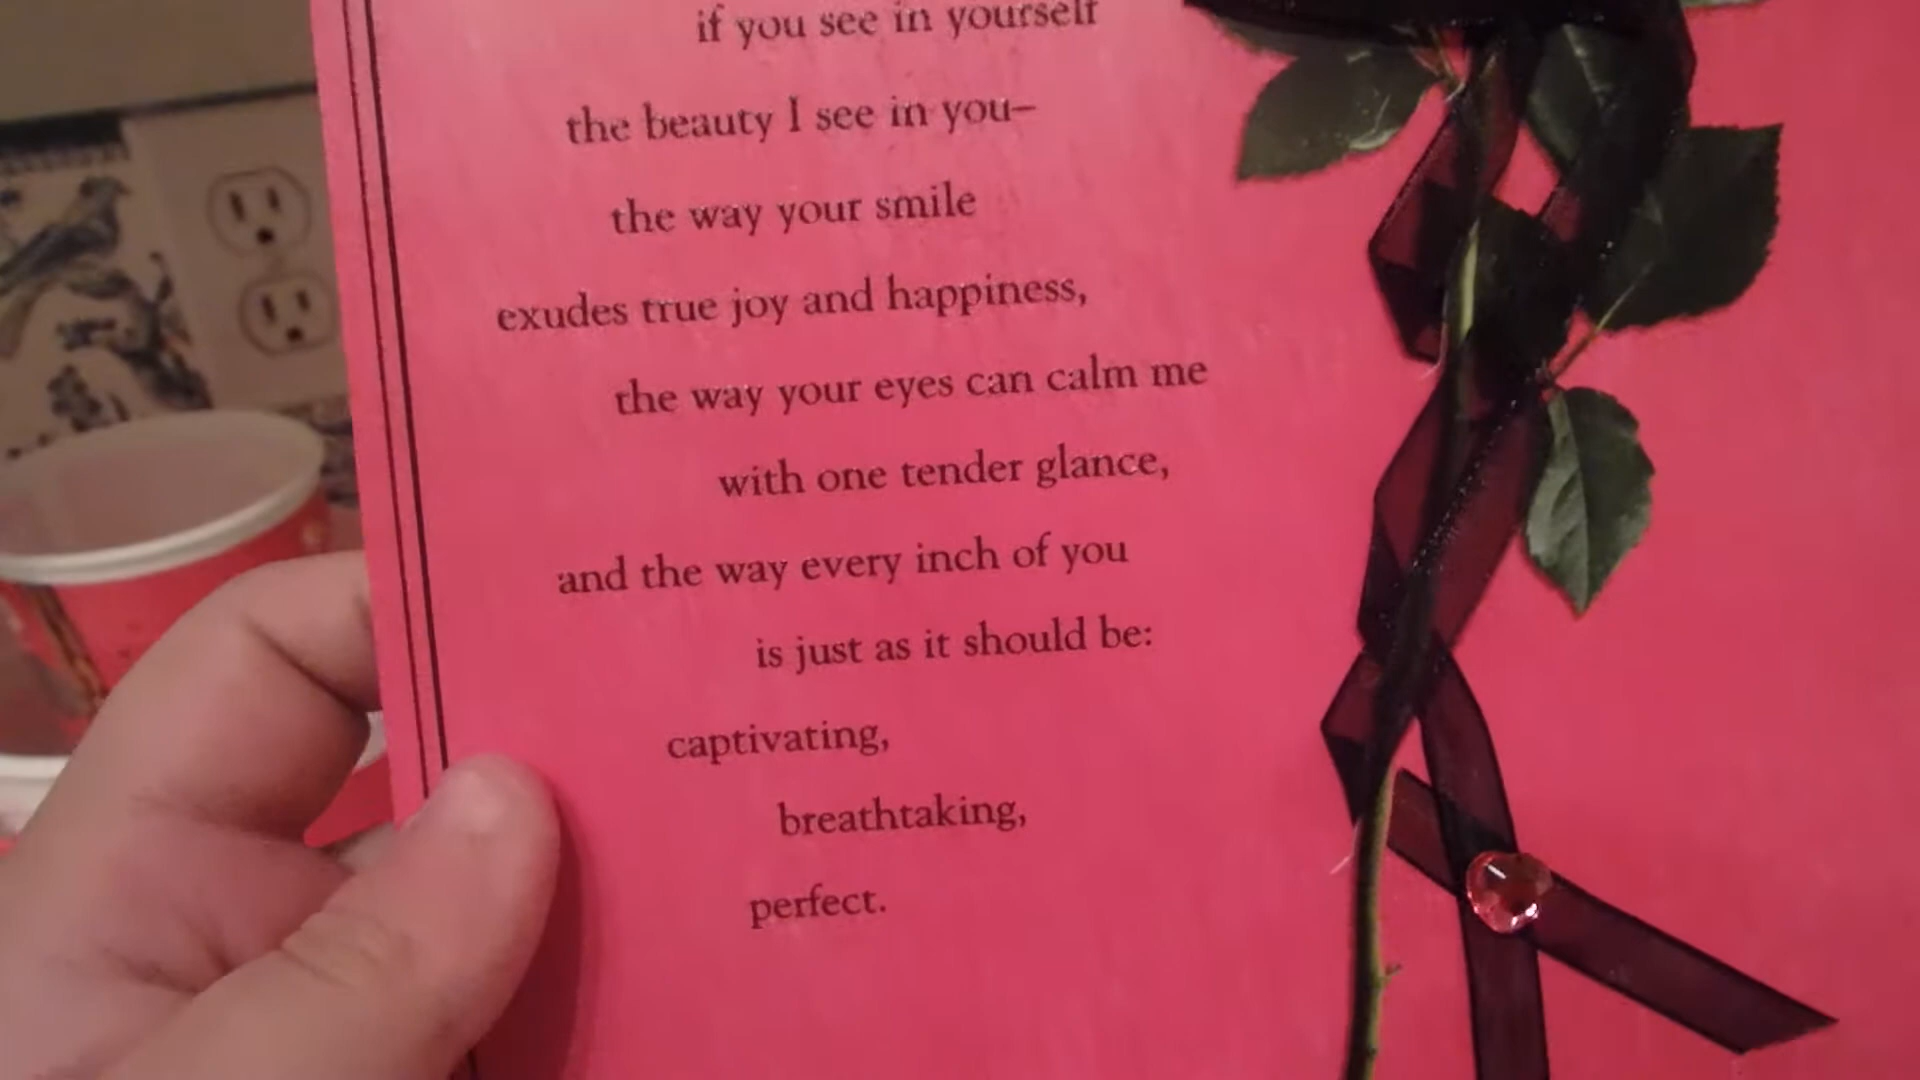 if you see in yourself
the beauty I see in you–
the way your smile
exudes true joy and happiness,
the way your eyes can calm me
with one tender glance,
and the way every inch of you
is just as it should be:
captivating,
breathtaking,
perfect.